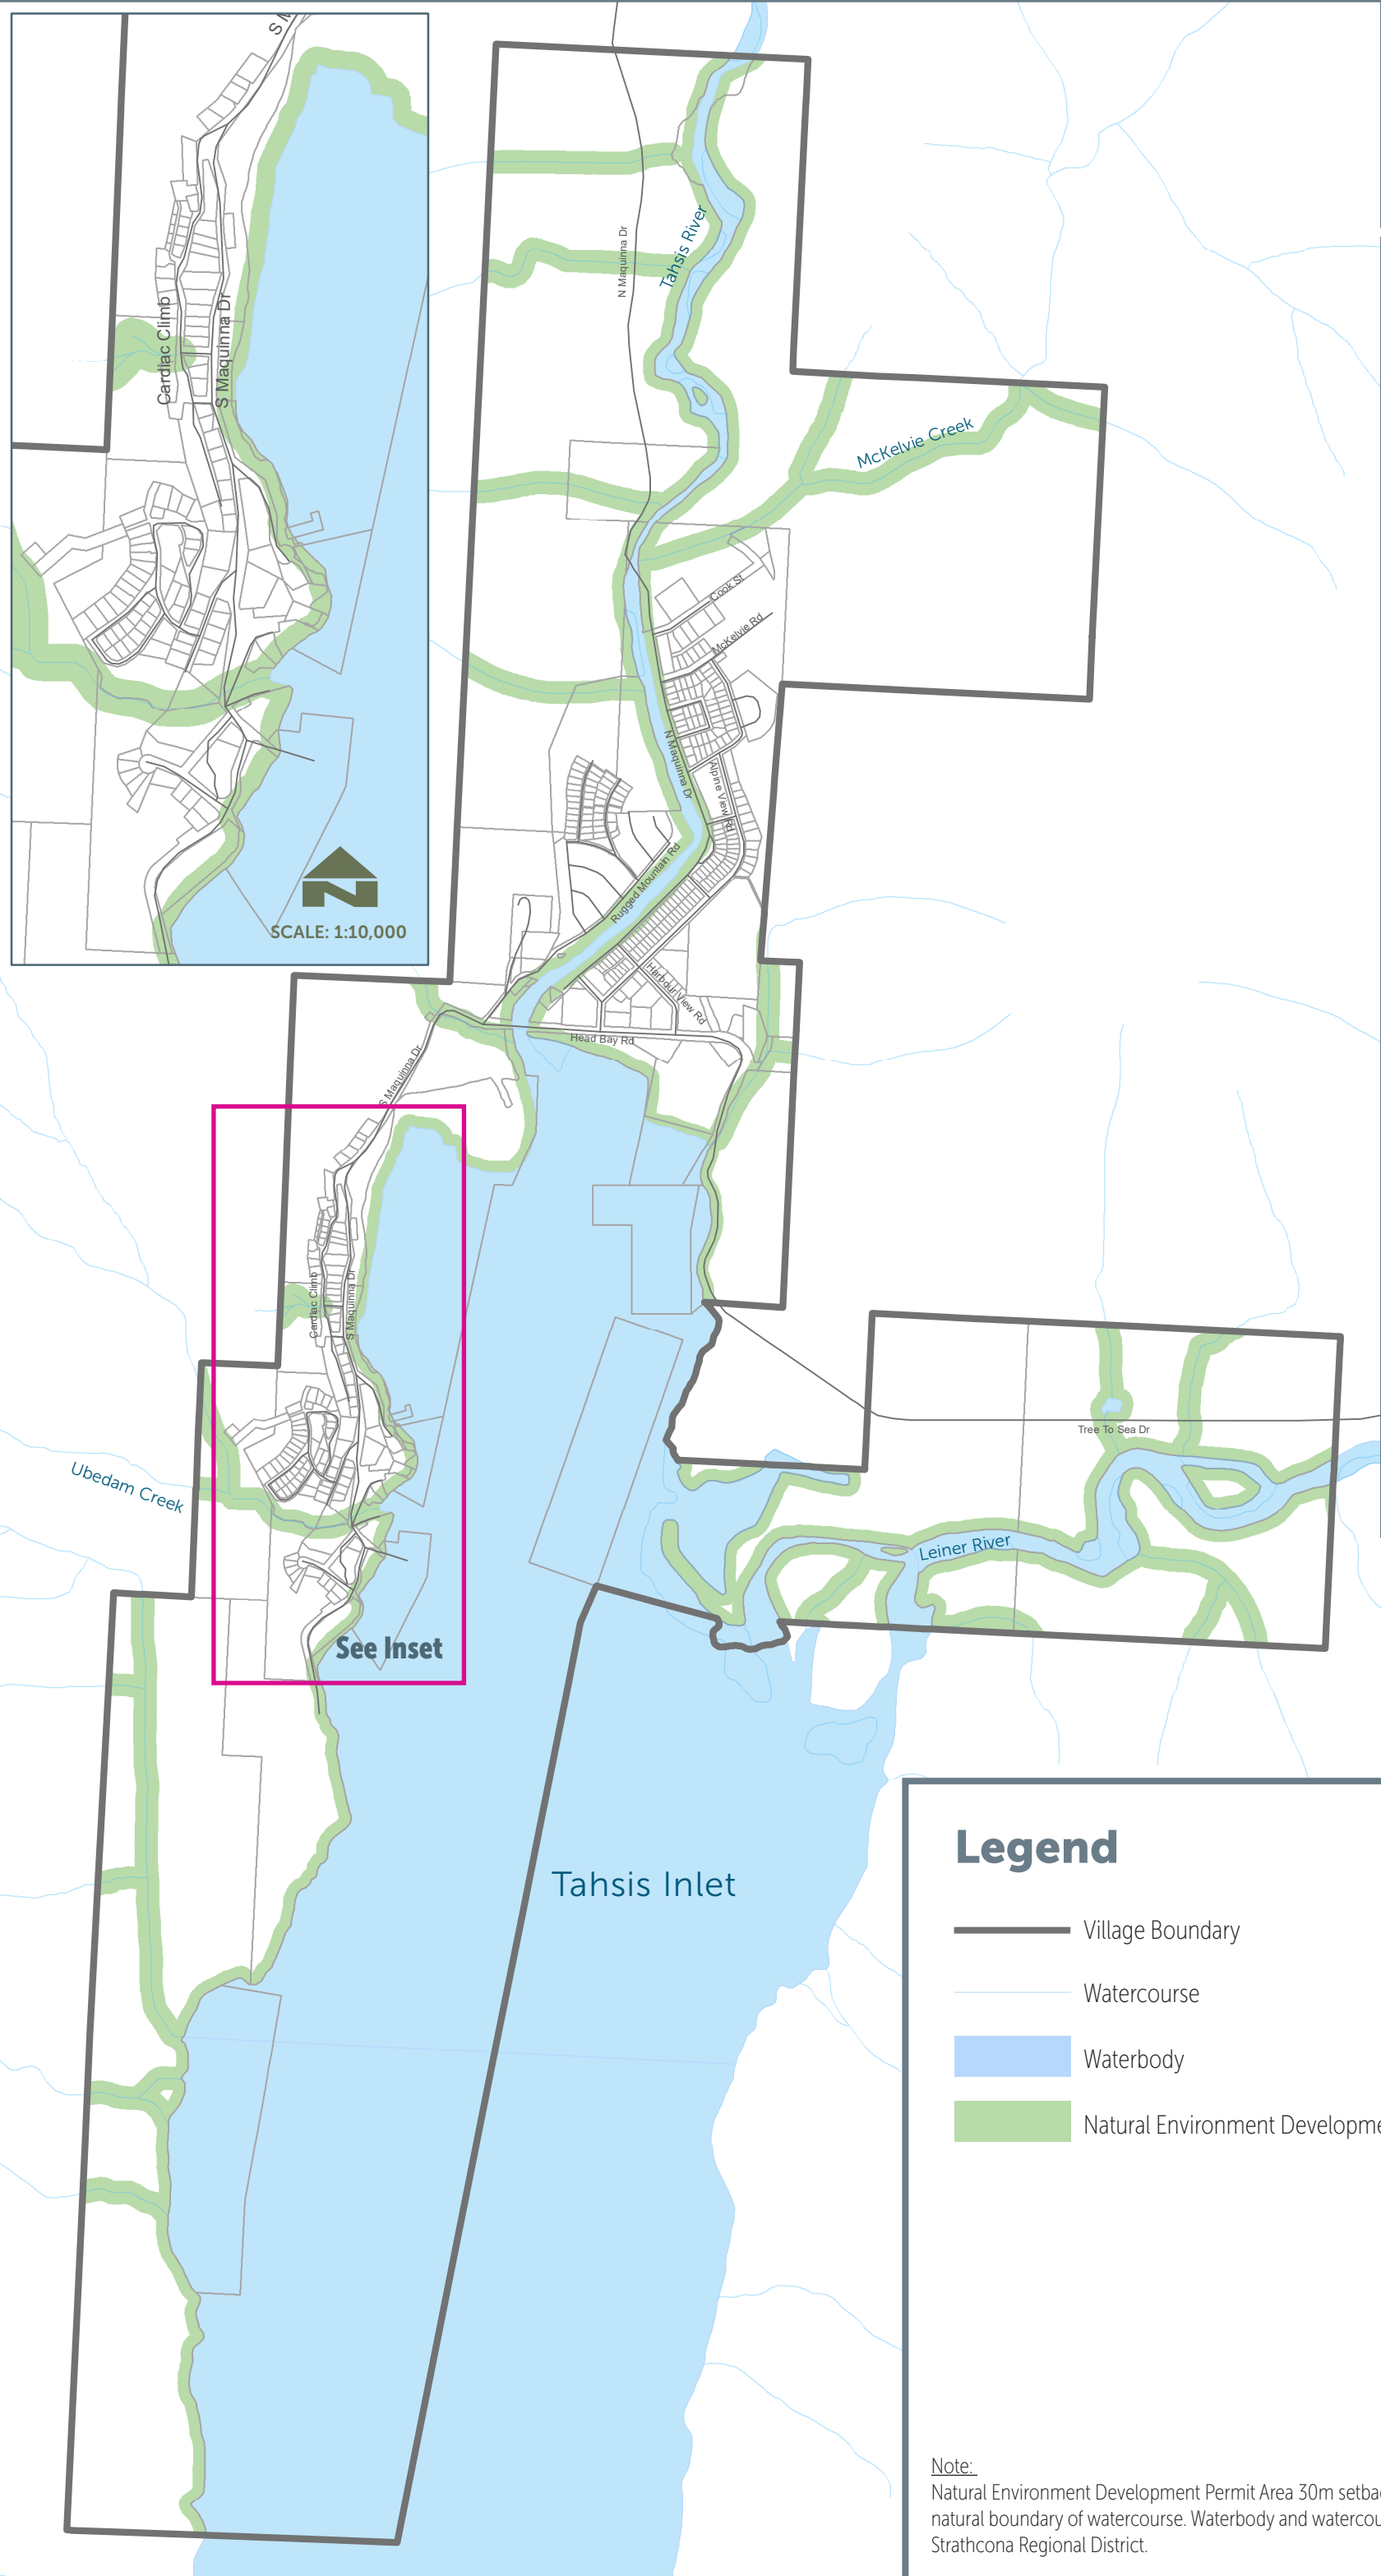 S M
Cardiac Climb
S Maquinna Dr
SCALE: 1:10,000
N Maquinna Dr
Tahsis River
McKelvie Creek
Cook St
McKelvie Rd
N Maquinna Dr
Alpine View Rd
Rugged Mountain Rd
Harbour View Rd
Head Bay Rd
S Maquinna Dr
Cardiac Climb
S Maquinna Dr
Ubedam Creek
See Inset
Tree To Sea Dr
Leiner River
Tahsis Inlet
Legend
Village Boundary
Watercourse
Waterbody
Natural Environment Developme
Note:
Natural Environment Development Permit Area 30m setba
natural boundary of watercourse. Waterbody and watercou
Strathcona Regional District.